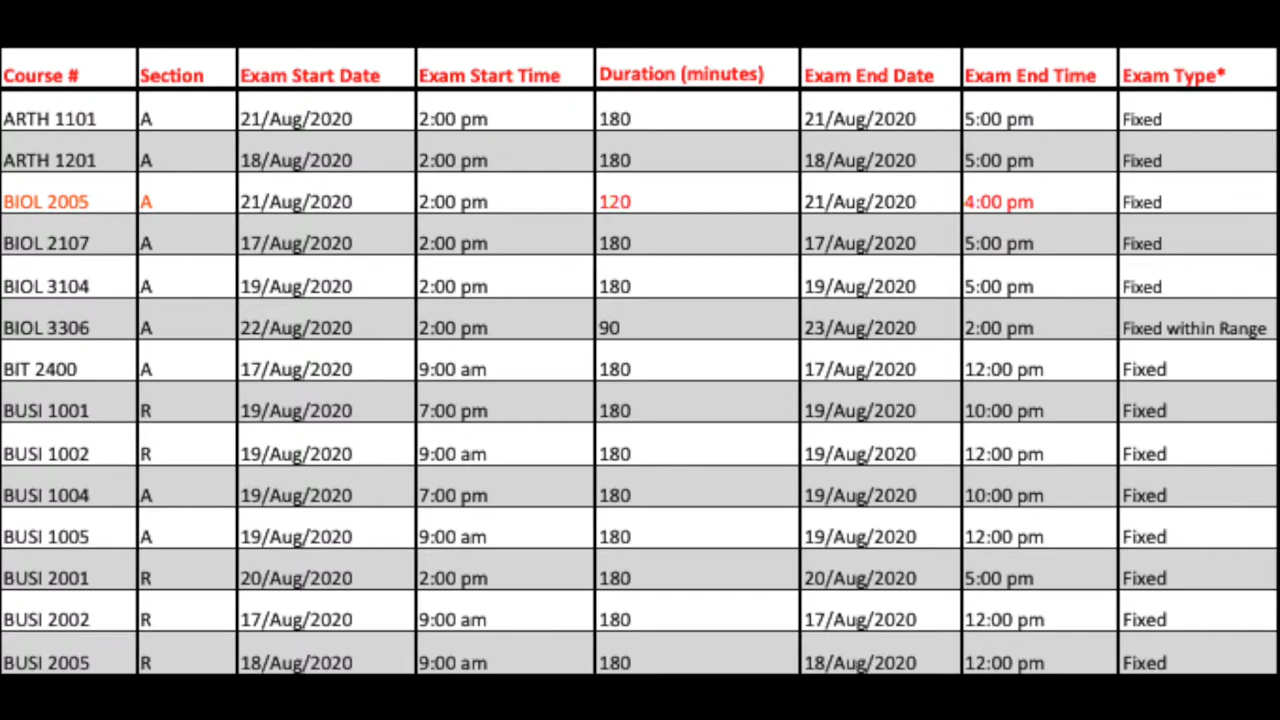 Course # Section Exam Start Date Exam Start Time Duration (minutes) Exam End Date Exam End Time Exam Type*
ARTH 1101 A 21/Aug/2020 2:00 pm 180 21/Aug/2020 5:00 pm Fixed
ARTH 1201 A 18/Aug/2020 2:00 pm 180 18/Aug/2020 5:00 pm Fixed
BIOL 2005 A 21/Aug/2020 2:00 pm 120 21/Aug/2020 4:00 pm Fixed
BIOL 2107 A 17/Aug/2020 2:00 pm 180 17/Aug/2020 5:00 pm Fixed
BIOL 3104 A 19/Aug/2020 2:00 pm 180 19/Aug/2020 5:00 pm Fixed
BIOL 3306 A 22/Aug/2020 2:00 pm 90 23/Aug/2020 2:00 pm Fixed within Range
BIT 2400 A 17/Aug/2020 9:00 am 180 17/Aug/2020 12:00 pm Fixed
BUSI 1001 R 19/Aug/2020 7:00 pm 180 19/Aug/2020 10:00 pm Fixed
BUSI 1002 R 19/Aug/2020 9:00 am 180 19/Aug/2020 12:00 pm Fixed
BUSI 1004 A 19/Aug/2020 7:00 pm 180 19/Aug/2020 10:00 pm Fixed
BUSI 1005 A 19/Aug/2020 9:00 am 180 19/Aug/2020 12:00 pm Fixed
BUSI 2001 R 20/Aug/2020 2:00 pm 180 20/Aug/2020 5:00 pm Fixed
BUSI 2002 R 17/Aug/2020 9:00 am 180 17/Aug/2020 12:00 pm Fixed
BUSI 2005 R 18/Aug/2020 9:00 am 180 18/Aug/2020 12:00 pm Fixed